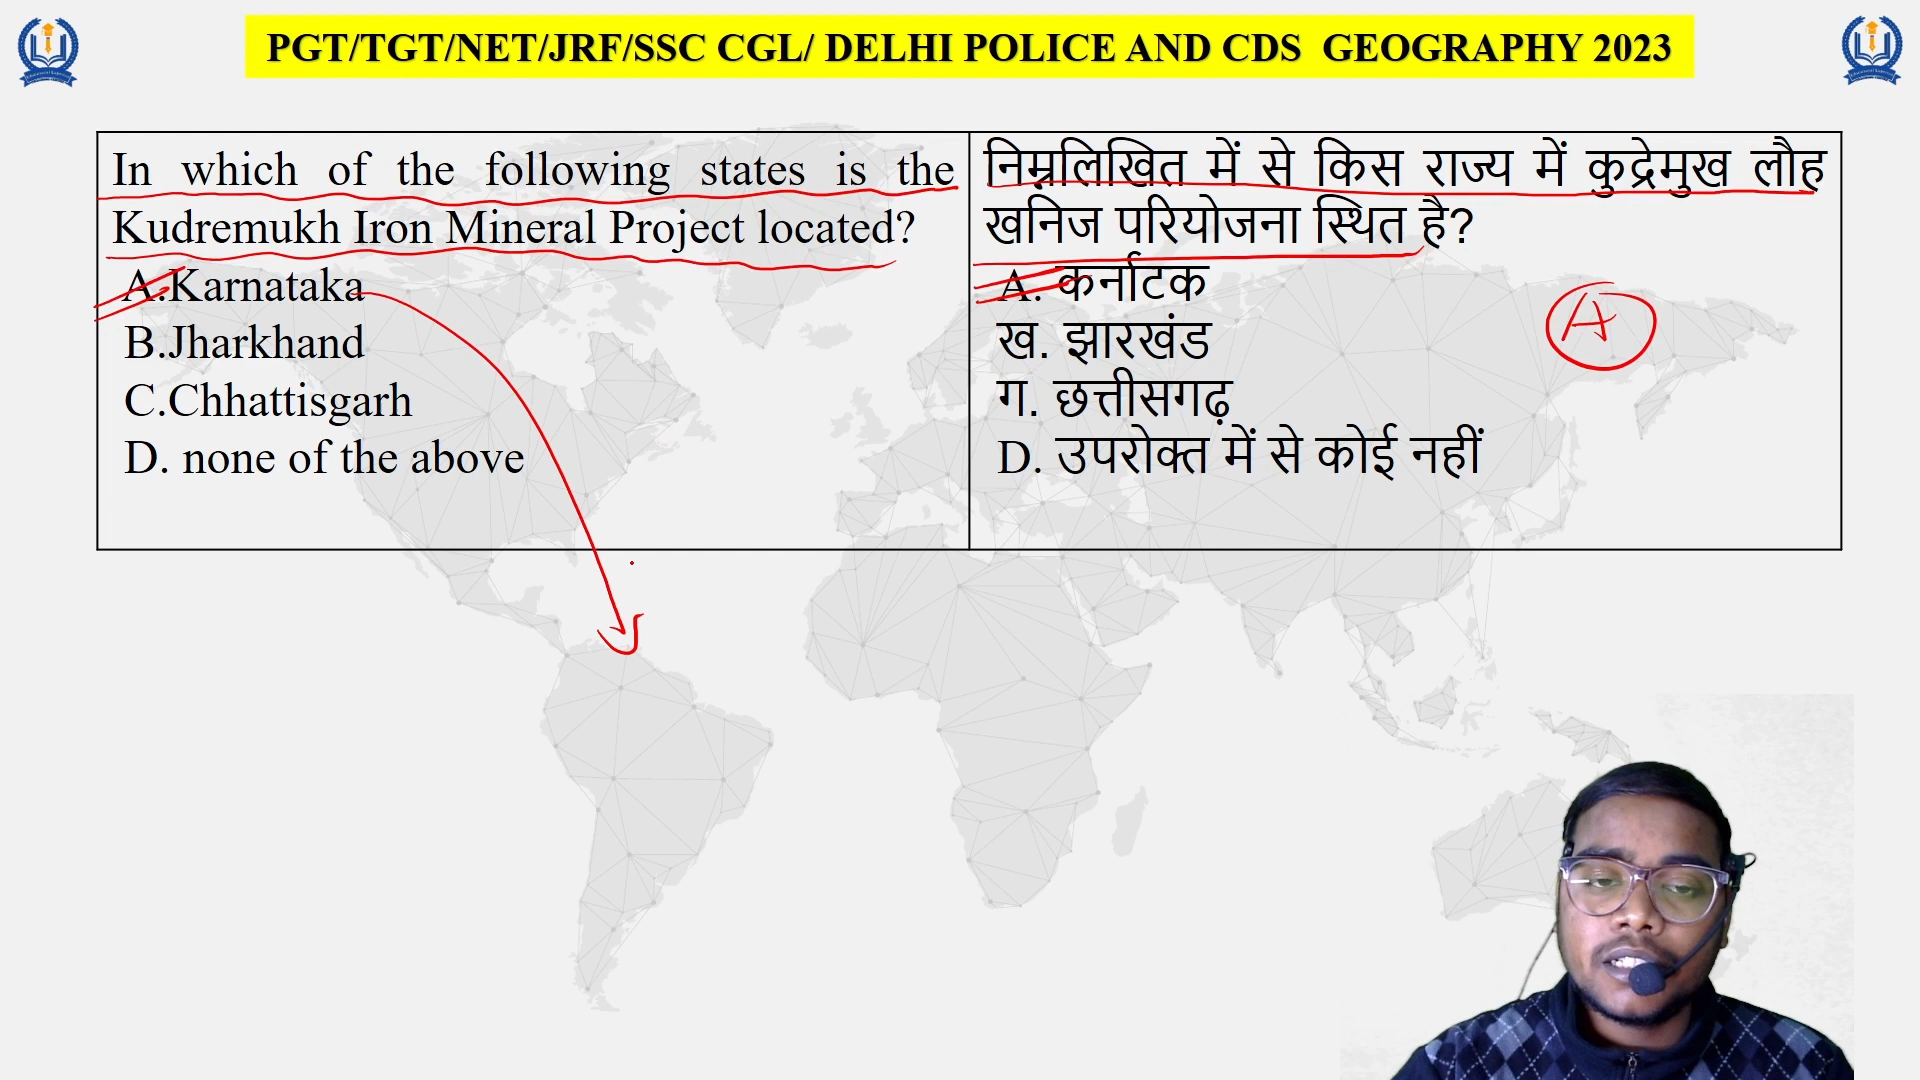 PGT/TGT/NET/JRF/SSC CGL/ DELHI POLICE AND CDS GEOGRAPHY 2023
In which of the following states is the
Kudremukh Iron Mineral Project located?
A.Karnataka
B.Jharkhand
C.Chhattisgarh
D. none of the above
निम्नलिखित में से किस राज्य में कुद्रेमुख लौह
खनिज परियोजना स्थित है?
A. कर्नाटक
ख. झारखंड
ग. छत्तीसगढ़
D. उपरोक्त में से कोई नहीं
A